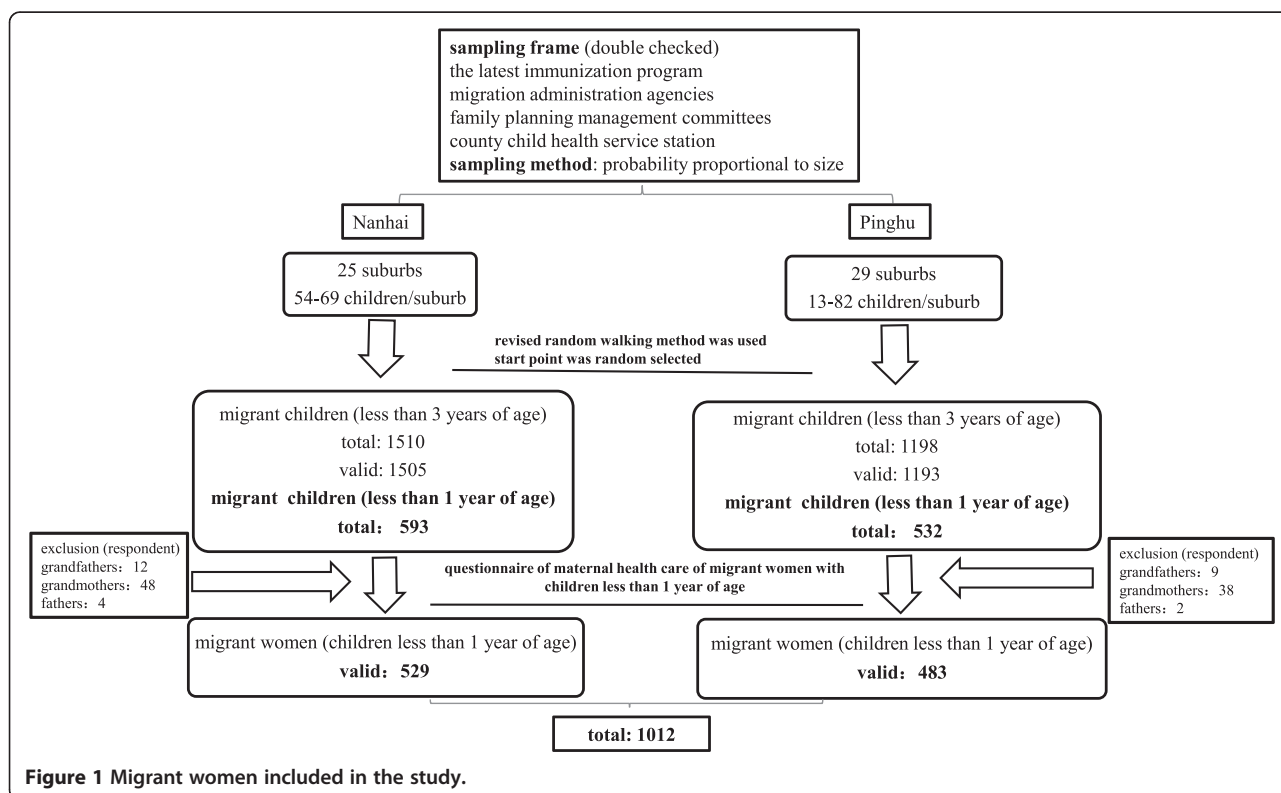 sampling frame (double checked)
the latest immunization program
migration administration agencies
family planning management committees
county child health service station
sampling method: probability proportional to size
Nanhai
Pinghu
25 suburbs
54-69 children/suburb
29 suburbs
13-82 children/suburb
revised random walking method was used
start point was random selected
migrant children (less than 3 years of age)
total: 1510
valid: 1505
migrant children (less than 1 year of age)
total: 593
migrant children (less than 3 years of age)
total: 1198
valid: 1193
migrant children (less than 1 year of age)
total: 532
exclusion (respondent)
grandfathers: 12
grandmothers: 48
fathers: 4
questionnaire of maternal health care of migrant women with
children less than 1 year of age
exclusion (respondent)
grandfathers: 9
grandmothers: 38
fathers: 2
migrant women (children less than 1 year of age)
valid: 529
migrant women (children less than 1 year of age)
valid: 483
total: 1012
Figure 1 Migrant women included in the study.